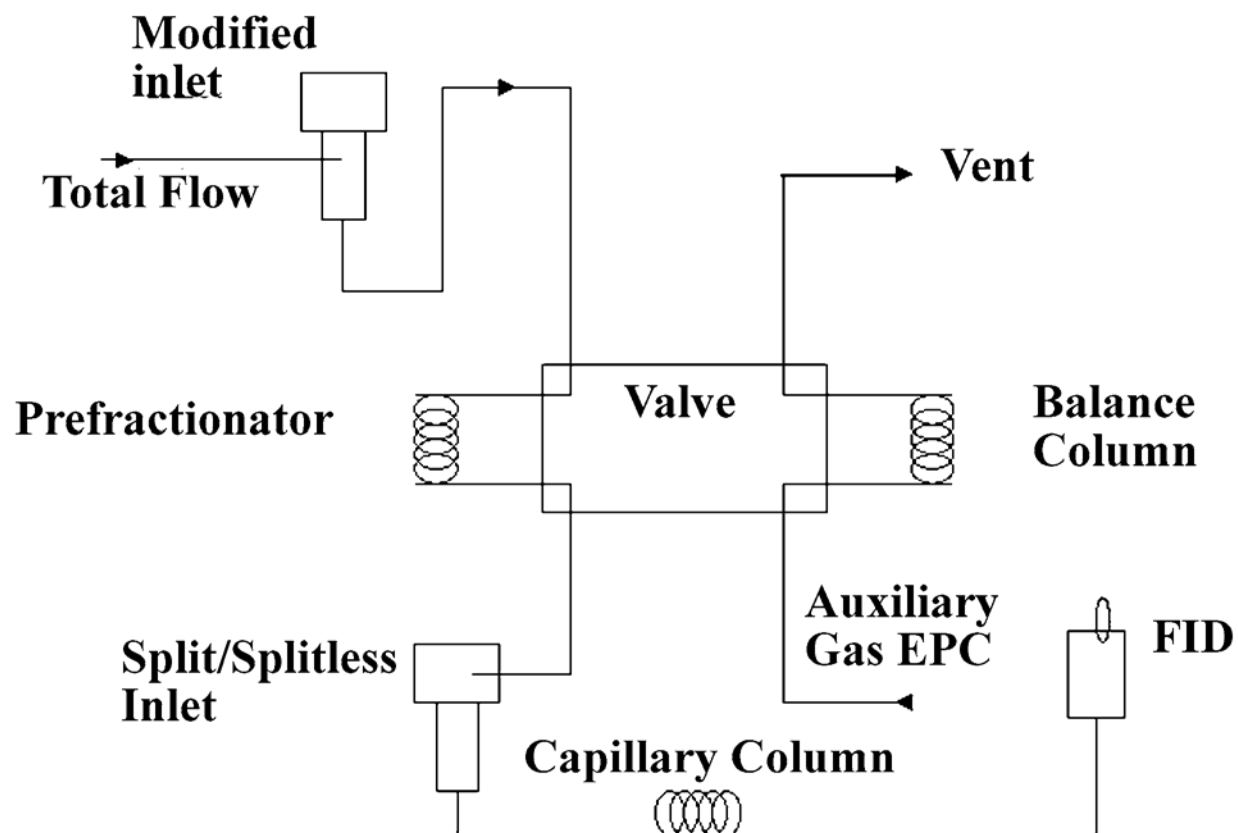 Modified
inlet
Total Flow
Vent
Prefractionator
Valve
Balance
Column
Auxiliary
Gas EPC
FID
Split/Splitless
Inlet
Capillary Column